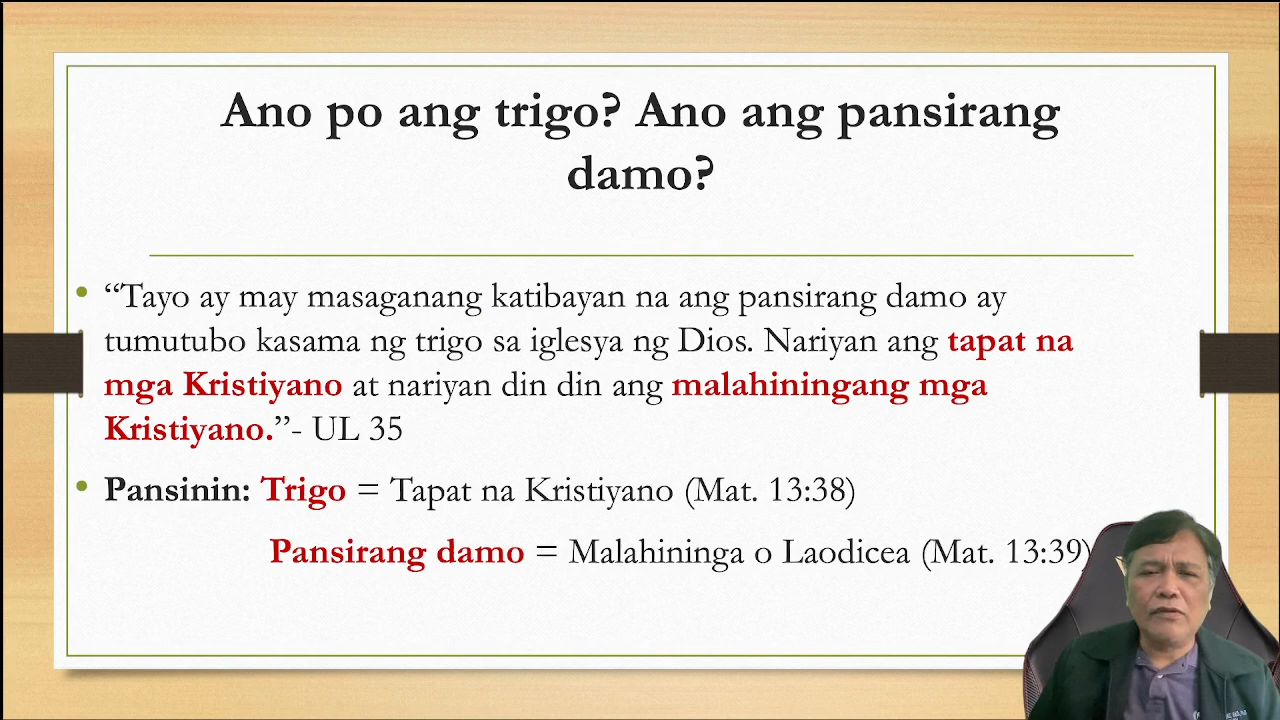 Ano po ang trigo? Ano ang pansirang
damo?
• “Tayo ay may masaganang katibayan na ang pansirang damo ay
tumutubo kasama ng trigo sa iglesya ng Dios. Nariyan ang tapat na
mga Kristiyano at nariyan din din ang malahiningang mga
Kristiyano.”- UL 35
• Pansinin: Trigo = Tapat na Kristiyano (Mat. 13:38)
Pansirang damo = Malahininga o Laodicea (Mat. 13:39)